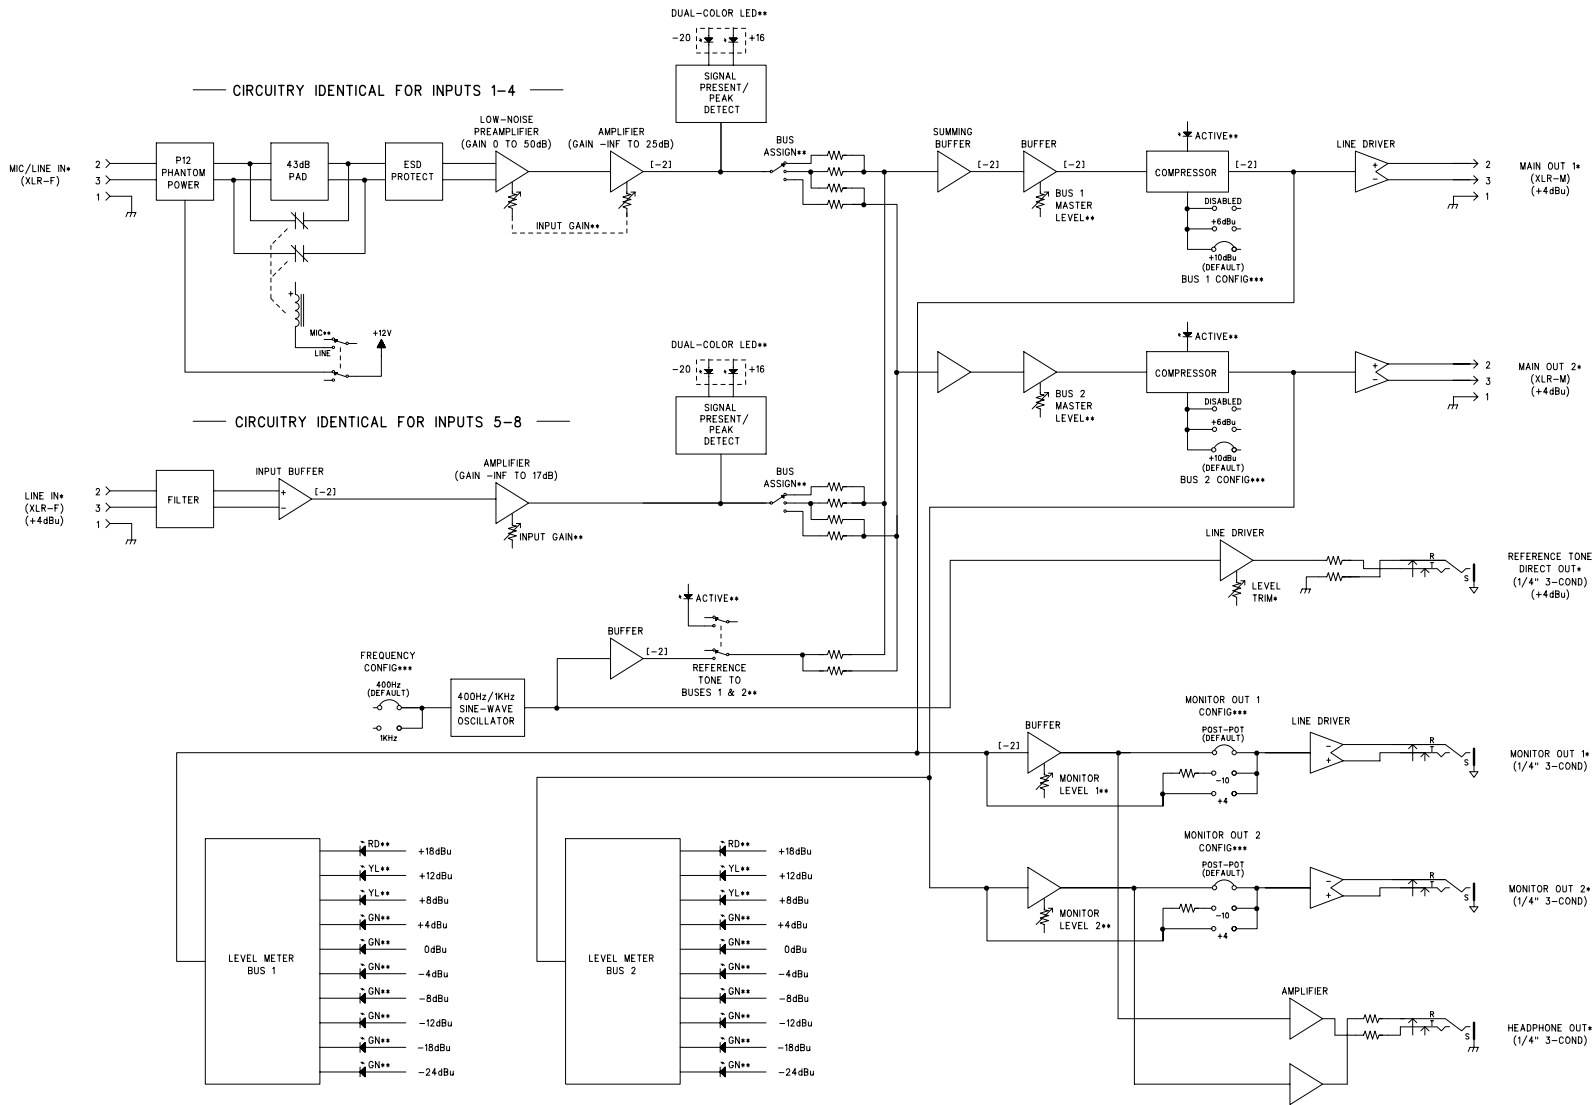 DUAL-COLOR LED**
-20
+16
SIGNAL
PRESENT/
PEAK
DETECT
CIRCUITRY IDENTICAL FOR INPUTS 1-4
MIC/LINE IN*
(XLR-F)
2
3
1
P12
PHANTOM
POWER
43dB
PAD
ESD
PROTECT
LOW-NOISE
PREAMPLIFIER
(GAIN 0 TO 50dB)
AMPLIFIER
(GAIN -INF TO 25dB)
[-2]
INPUT GAIN**
BUS
ASSIGN**
SUMMING
BUFFER
[-2]
BUFFER
[-2]
BUS 1
MASTER
LEVEL**
ACTIVE**
COMPRESSOR
[-2]
DISABLED
+6dBu
+10dBu
(DEFAULT)
BUS 1 CONFIG***
LINE DRIVER
+
-
2
3
1
MAIN OUT 1*
(XLR-M)
(+4dBu)
+
MIC**
LINE
+12V
DUAL-COLOR LED**
-20
+16
SIGNAL
PRESENT/
PEAK
DETECT
BUS 2
MASTER
LEVEL**
ACTIVE**
COMPRESSOR
DISABLED
+6dBu
+10dBu
(DEFAULT)
BUS 2 CONFIG***
+
-
2
3
1
MAIN OUT 2*
(XLR-M)
(+4dBu)
CIRCUITRY IDENTICAL FOR INPUTS 5-8
LINE IN*
(XLR-F)
(+4dBu)
2
3
1
FILTER
INPUT BUFFER
+
-
[-2]
AMPLIFIER
(GAIN -INF TO 17dB)
INPUT GAIN**
BUS
ASSIGN**
LINE DRIVER
LEVEL
TRIM*
R
T
S
REFERENCE TONE
DIRECT OUT*
(1/4" 3-COND)
(+4dBu)
ACTIVE**
BUFFER
[-2]
REFERENCE
TONE TO
BUSES 1 & 2**
FREQUENCY
CONFIG***
400Hz
(DEFAULT)
1KHz
400Hz/1KHz
SINE-WAVE
OSCILLATOR
[-2]
BUFFER
MONITOR
LEVEL 1**
MONITOR OUT 1
CONFIG***
POST-POT
(DEFAULT)
-10
+4
LINE DRIVER
-
+
R
T
S
MONITOR OUT 1*
(1/4" 3-COND)
MONITOR
LEVEL 2**
MONITOR OUT 2
CONFIG***
POST-POT
(DEFAULT)
-10
+4
-
+
R
T
S
MONITOR OUT 2*
(1/4" 3-COND)
LEVEL METER
BUS 1
RD** +18dBu
YL** +12dBu
YL** +8dBu
GN** +4dBu
GN** 0dBu
GN** -4dBu
GN** -8dBu
GN** -12dBu
GN** -18dBu
GN** -24dBu
LEVEL METER
BUS 2
RD** +18dBu
YL** +12dBu
YL** +8dBu
GN** +4dBu
GN** 0dBu
GN** -4dBu
GN** -8dBu
GN** -12dBu
GN** -18dBu
GN** -24dBu
AMPLIFIER
R
T
S
HEADPHONE OUT*
(1/4" 3-COND)